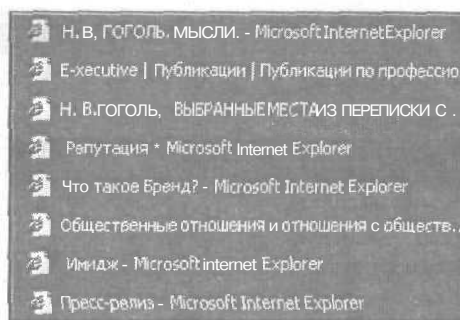 Н. В, ГОГОЛЬ. МЫСЛИ. - Microsoft Internet Explorer
E-xecutive | Публикации | Публикации по профессио
Н. В.ГОГОЛЬ, ВЫБРАННЫЕ МЕСТА ИЗ ПЕРЕПИСКИ С .
Репутация * Microsoft Internet Explorer
Что такое Бренд? - Microsoft Internet Explorer
Общественные отношения и отношения с обществ..
Имидж - Microsoft internet Explorer
Пресс-релиз - Microsoft Internet Explorer